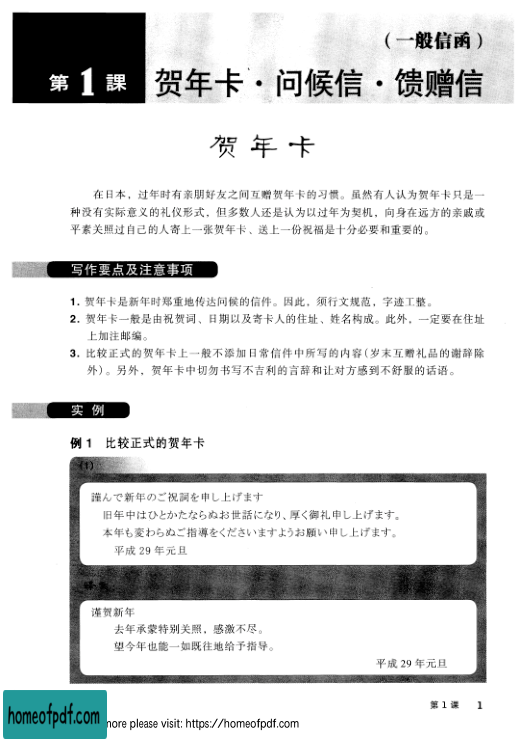 （一般信函）
第1課 贺年卡·问候信·馈赠信
贺年卡
在日本，过年时有亲朋好友之间互赠贺年卡的习惯。虽然有人认为贺年卡只是一
种没有实际意义的礼仪形式，但多数人还是认为以过年为契机，向身在远方的亲戚或
平素关照过自己的人寄上一张贺年卡、送上一份祝福是十分必要和重要的。
写作要点及注意事项
1. 贺年卡是新年时郑重地传达问候的信件。因此，须行文规范，字迹工整。
2. 贺年卡一般是由祝贺词、日期以及寄卡人的住址、姓名构成。此外，一定要在住址
上加注邮编。
3. 比较正式的贺年卡上一般不添加日常信件中所写的内容（岁末互赠礼品的谢辞除
外）。另外，贺年卡中切勿书写不吉利的言辞和让对方感到不舒服的话语。
实例
例1 比较正式的贺年卡
(1)
謹んで新年のご祝詞を申し上げます
旧年中はひとかたならぬお世話になり、厚く御礼申し上げます。
本年も変わらぬご指導をくださいますようお願い申し上げます。
平成 29 年元旦
谨贺新年
去年承蒙特别关照，感激不尽。
望今年也能一如既往地给予指导。
平成 29 年元旦
第1课 1
homeofpdf.com
more please visit: https://homeofpdf.com